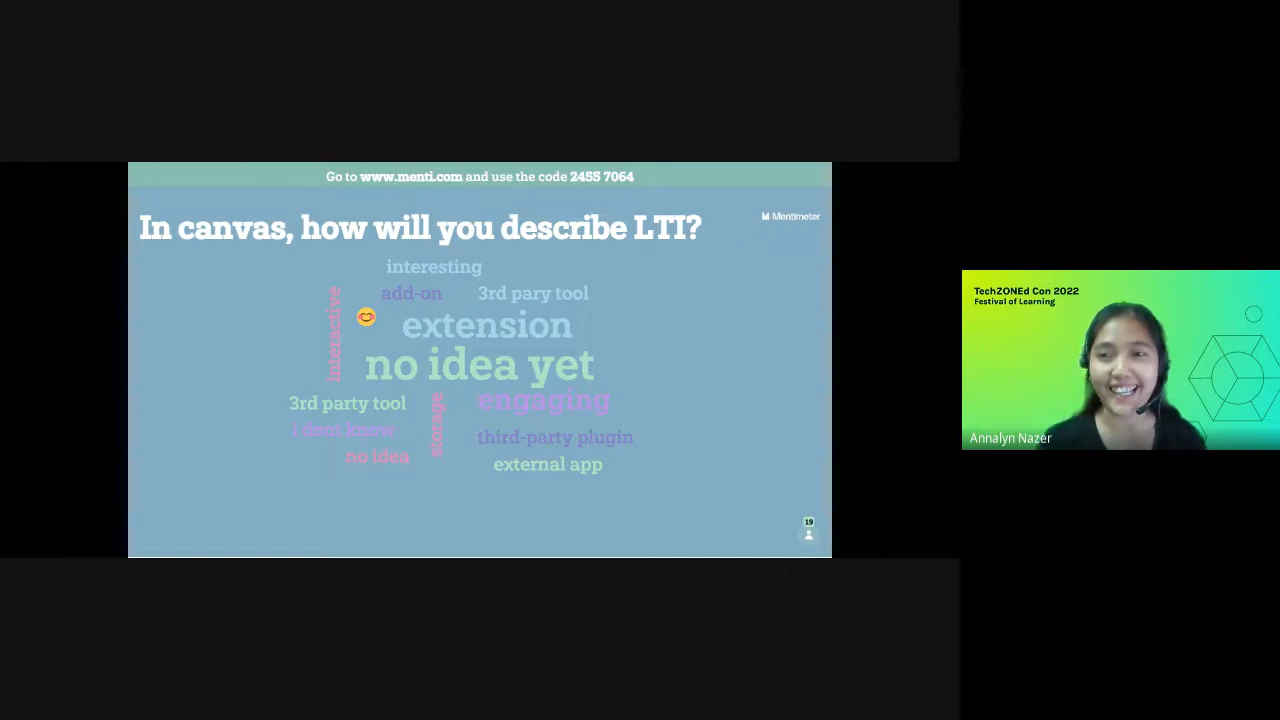 Go to www.menti.com and use the code 2455 7064
In canvas, how will you describe LTI?
Mentimeter
interesting
add-on
3rd pary tool
interactive
😊
extension
no idea yet
3rd party tool
storage
engaging
i dont know
third-party plugin
no idea
external app
19
TechZONEd Con 2022
Festival of Learning
Annalyn Nazer